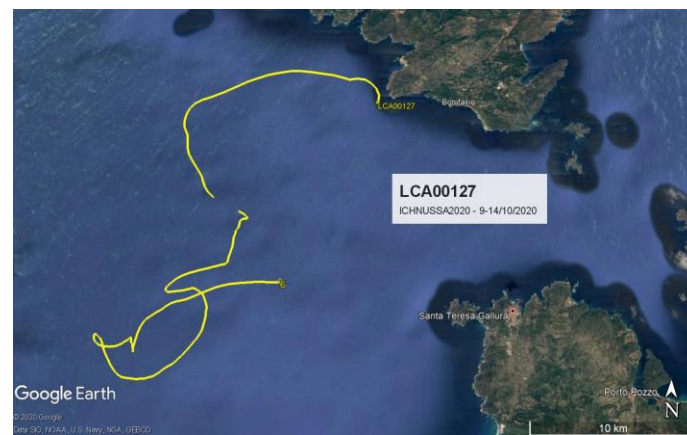 Bonifacio
LCA00127
LCA00127
ICHNUSSA2020 - 9-14/10/2020
6
Santa Teresa Gallura
Porto Pozzo
Google Earth
N
© 2020 Google
Data SIO, NOAA, U.S. Navy, NGA, GEBCO
10 km